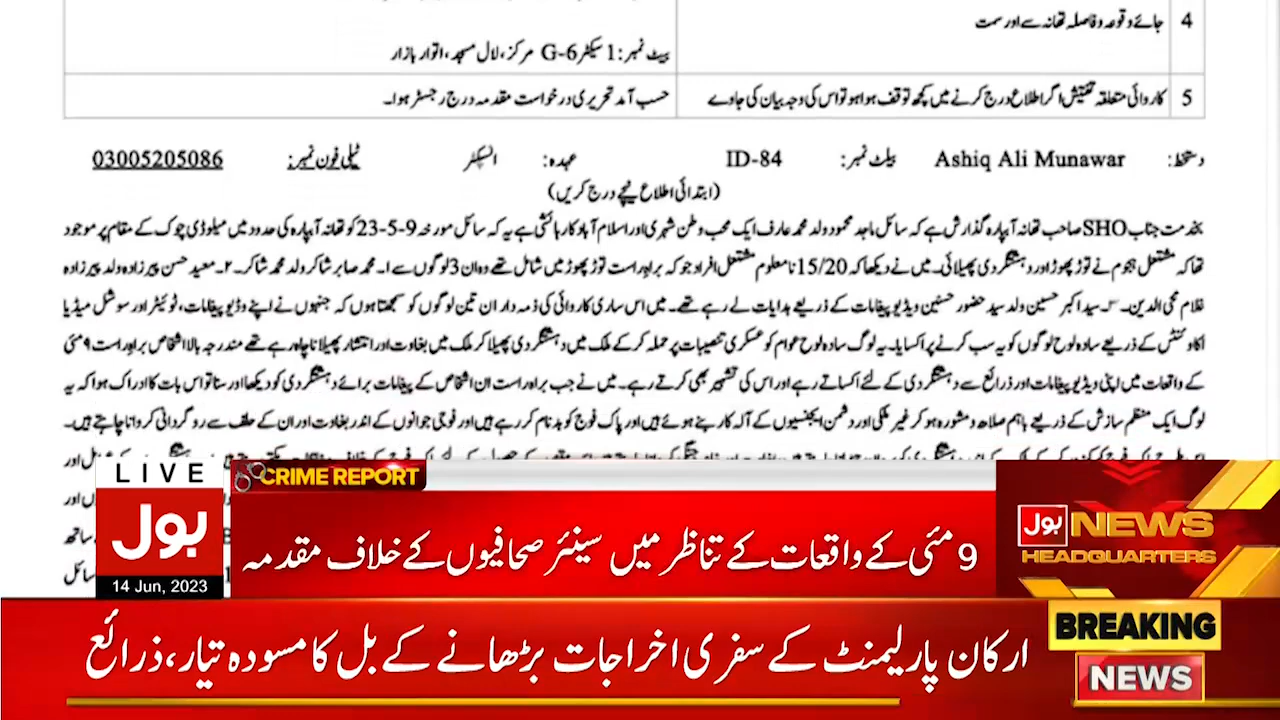 4 جائے وقوعہ و فاصلہ تھانہ سے اور سمت
بیٹ نمبر: 1 سیکٹر G-6 مرکز، لال مسجد، اتوار بازار
5 کاروائی متعلقہ تفتیش اگر اطلاع درج کرنے میں کچھ توقف ہوا ہو تو اس کی وجہ بیان کی جاوے حسب آمد تحریری درخواست مقدمہ درج رجسٹر ہوا۔
دستخط: Ashiq Ali Munawar بیلٹ نمبر: ID-84 عہدہ: انسپکٹر ٹیلی فون نمبر: 03005205086
(ابتدائی اطلاع نیچے درج کریں)
بخدمت جناب SHO صاحب تھانہ آبپارہ گذارش ہے کہ سائل ماجد محمود ولد محمد عارف ایک محب وطن شہری اور اسلام آباد کا رہائشی ہے یہ کہ سائل مورخہ 9-5-23 کو تھانہ آبپارہ کی حدود میں میلوڈی چوک کے مقام پر موجود
تھا کہ مشتعل ہجوم نے توڑ پھوڑ اور دہشتگردی پھیلائی۔ میں نے دیکھا کہ 15/20 نامعلوم مشتعل افراد جو کہ براہ راست توڑ پھوڑ میں شامل تھے وہ ان 3 لوگوں سے ۱۔ محمد صابر شاکر ولد محمد شاکر۔ ۲۔ معید حسن پیرزادہ ولد پیرزادہ
غلام محی الدین۔ ۳۔ سید اکبر حسین ولد سید حضور حسنین ویڈیو پیغامات کے ذریعے ہدایات لے رہے تھے۔ میں اس ساری کاروائی کی ذمہ دار ان تین لوگوں کو سمجھتا ہوں کہ جنہوں نے اپنے وڈیو پیغامات، ٹوئیٹر اور سوشل میڈیا
اکاونٹس کے ذریعے سادہ لوح لوگوں کو یہ سب کرنے پر اکسایا۔ یہ لوگ سادہ لوح عوام کو عسکری تنصیبات پر حملہ کر کے ملک میں دہشتگردی پھیلا کر ملک میں بغاوت اور انتشار پھیلانا چاہ رہے تھے مندرجہ بالا اشخاص براہ راست ۹ مئی
کے واقعات میں اپنی ویڈیو پیغامات اور ذرائع سے دہشتگردی کے لئے اکساتے رہے اور اس کی تشہیر بھی کرتے رہے۔ میں نے جب براہ راست ان اشخاص کے پیغامات برائے دہشتگردی کو دیکھا اور سنا تو اس بات کا ادراک ہوا کہ یہ
لوگ ایک منظم سازش کے ذریعے باہم صلاح و مشورہ ہو کر غیر ملکی اور دشمن ایجنسیوں کے آلہ کار بنے ہوئے ہیں اور پاک فوج کو بدنام کر رہے ہیں اور فوجی جوانوں کے اندر بغاوت اور ان کے حلف سے روگردانی کروانا چاہتے ہیں۔
LIVE
CRIME REPORT
بول
14 Jun, 2023
9 مئی کے واقعات کے تناظر میں سینئر صحافیوں کے خلاف مقدمہ
بول NEWS
HEADQUARTERS
سائل
BREAKING
NEWS
ارکان پارلیمنٹ کے سفری اخراجات بڑھانے کے بل کا مسودہ تیار، ذرائع